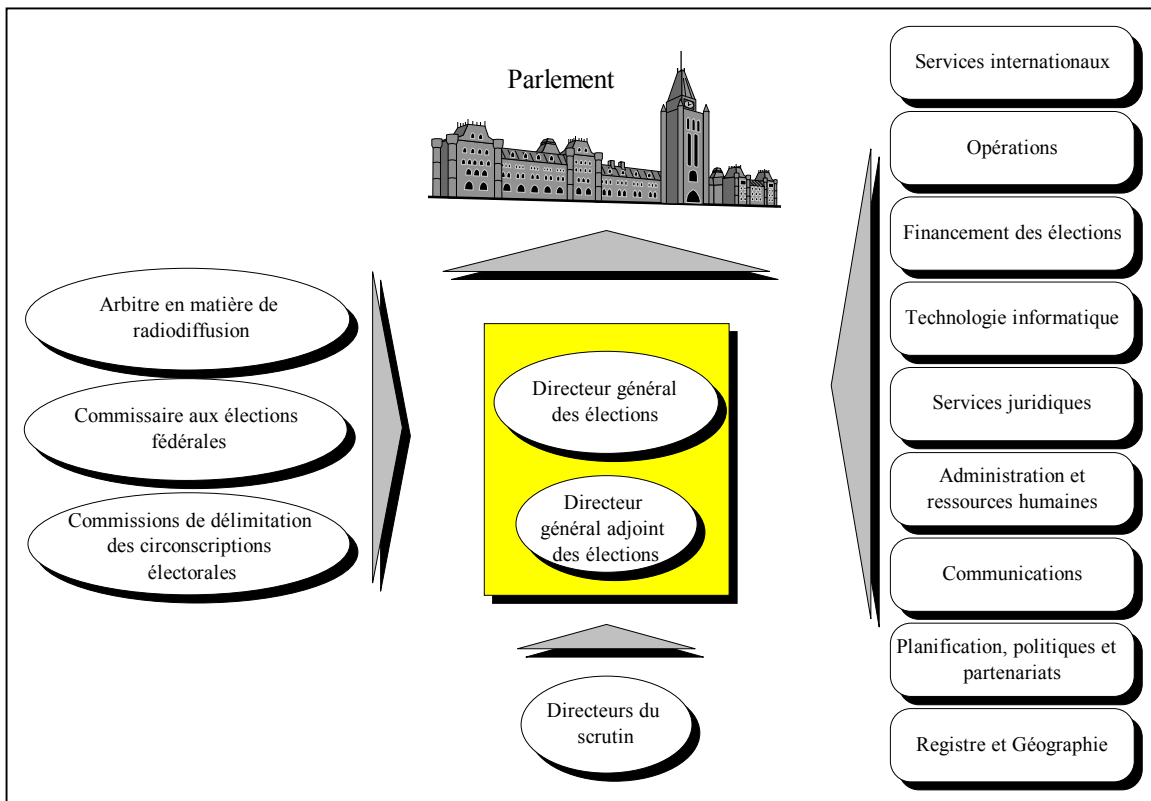 Parlement
Arbitre en matière de
radiodiffusion
Commissaire aux élections
fédérales
Commissions de délimitation
des circonscriptions
électorales
Directeur général
des élections
Directeur
général adjoint
des élections
Directeurs du
scrutin
Services internationaux
Opérations
Financement des élections
Technologie informatique
Services juridiques
Administration et
ressources humaines
Communications
Planification, politiques et
partenariats
Registre et Géographie